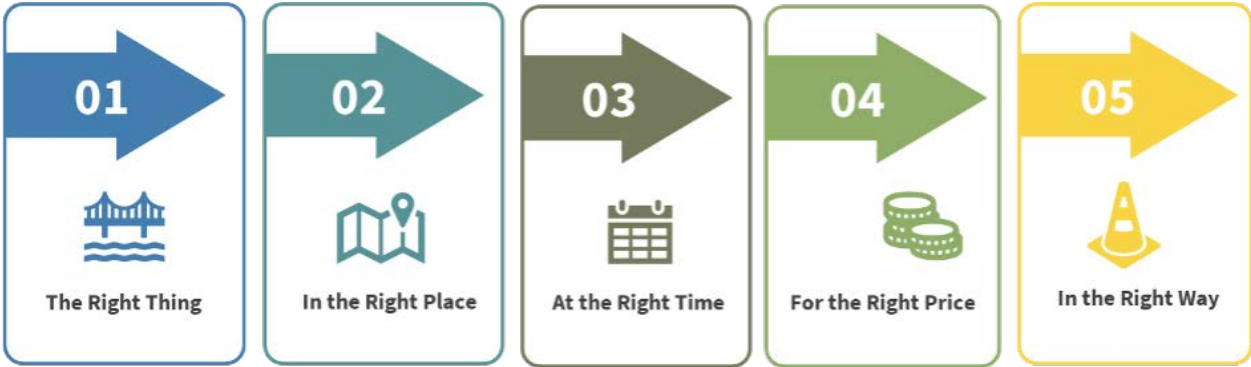 01
02
03
04
05
The Right Thing
In the Right Place
At the Right Time
For the Right Price
In the Right Way